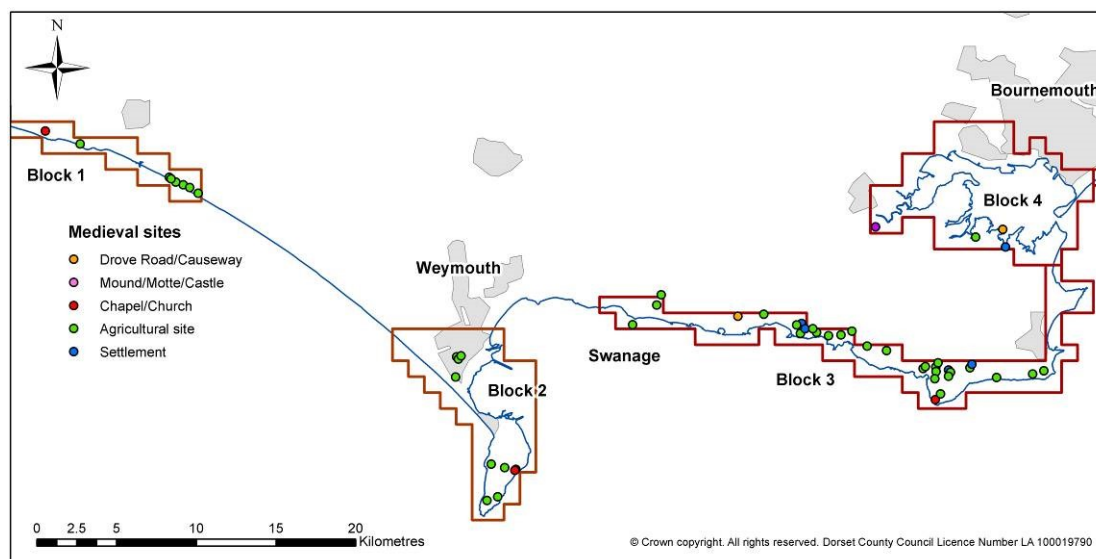 N
Bournemouth
Block 1
Block 4
Medieval sites
Drove Road/Causeway
Mound/Motte/Castle
Chapel/Church
Agricultural site
Settlement
Weymouth
Swanage
Block 3
Block 2
0 2.5 5 10 15 20
Kilometres
© Crown copyright. All rights reserved. Dorset County Council Licence Number LA 100019790